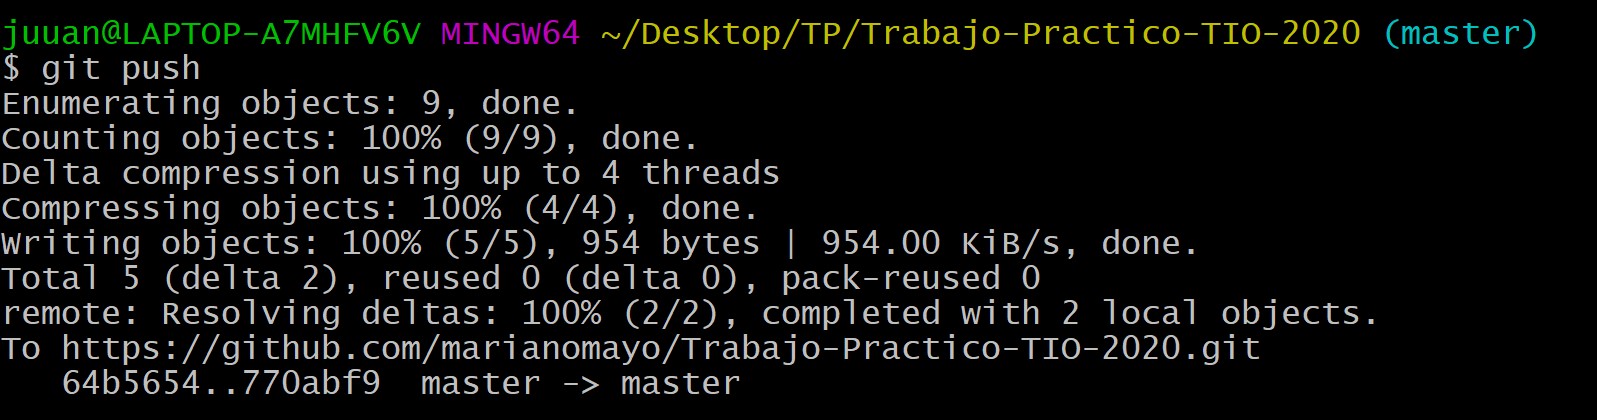 juuan@LAPTOP-A7MHFV6V MINGW64 ~/Desktop/TP/Trabajo-Practico-TIO-2020 (master)
$ git push
Enumerating objects: 9, done.
Counting objects: 100% (9/9), done.
Delta compression using up to 4 threads
Compressing objects: 100% (4/4), done.
Writing objects: 100% (5/5), 954 bytes | 954.00 KiB/s, done.
Total 5 (delta 2), reused 0 (delta 0), pack-reused 0
remote: Resolving deltas: 100% (2/2), completed with 2 local objects.
To https://github.com/marianomayo/Trabajo-Practico-TIO-2020.git
   64b5654..770abf9  master -> master